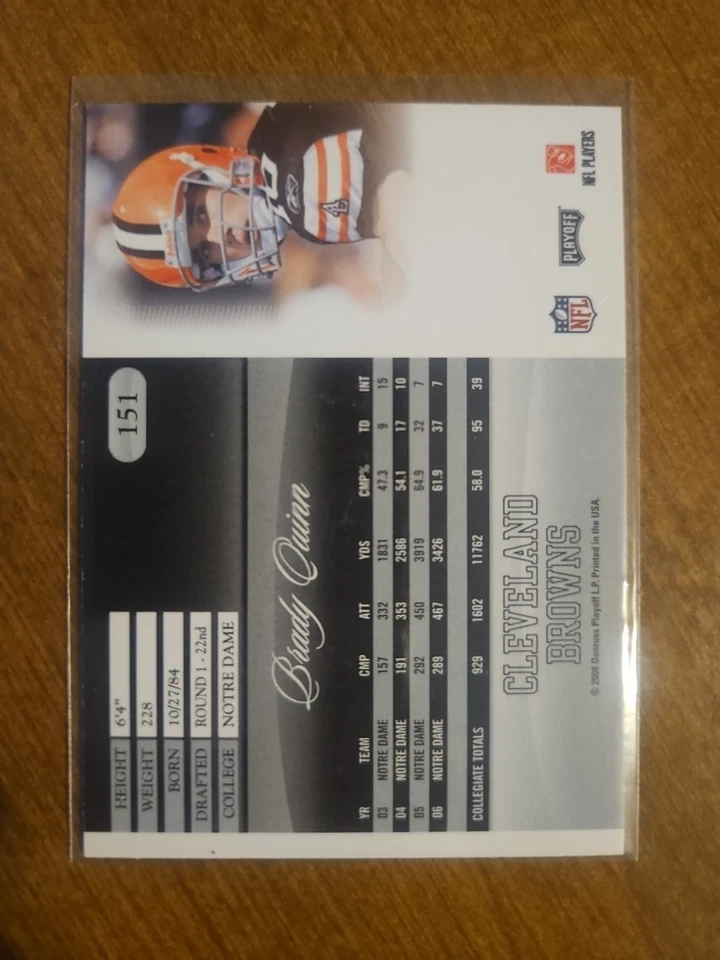 HEIGHT 6'4"
WEIGHT 228
BORN 10/27/84
DRAFTED ROUND 1 - 22nd
COLLEGE NOTRE DAME
151
Brady Quinn
YR TEAM CMP ATT YDS CMP% TD INT
03 NOTRE DAME 157 332 1831 47.3 9 15
04 NOTRE DAME 191 353 2586 54.1 17 10
05 NOTRE DAME 292 450 3919 64.9 32 7
06 NOTRE DAME 289 467 3426 61.9 37 7
COLLEGIATE TOTALS 929 1602 11762 58.0 95 39
CLEVELAND
BROWNS
© 2008 Donruss Playoff L.P. Printed in the USA.
NFL
PLAYOFF
NFL PLAYERS